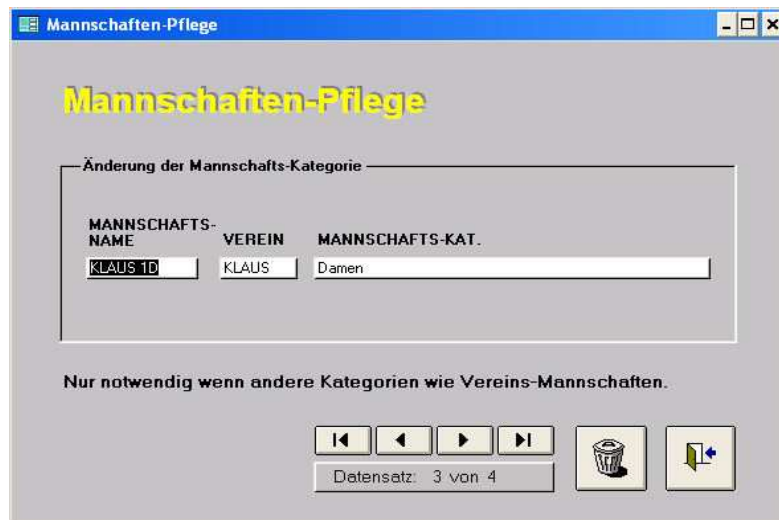 Mannschaften-Pflege
Mannschaften-Pflege
Änderung der Mannschafts-Kategorie
MANNSCHAFTS-
NAME VEREIN MANNSCHAFTS-KAT.
KLAUS 1D KLAUS Damen
Nur notwendig wenn andere Kategorien wie Vereins-Mannschaften.
Datensatz: 3 von 4